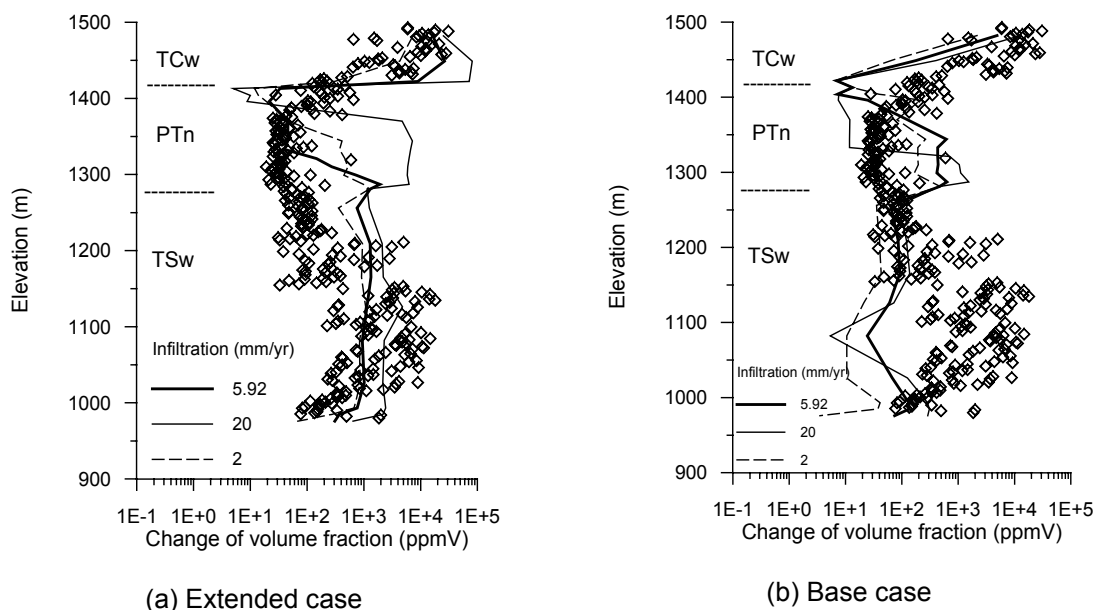 1500
1400
1300
1200
1100
1000
900
Elevation (m)
TCw
PTn
TSw
Infiltration (mm/yr)
5.92
20
2
1E-1 1E+0 1E+1 1E+2 1E+3 1E+4 1E+5
Change of volume fraction (ppmV)
(a) Extended case
1500
1400
1300
1200
1100
1000
900
Elevation (m)
TCw
PTn
TSw
Infiltration (mm/yr)
5.92
20
2
1E-1 1E+0 1E+1 1E+2 1E+3 1E+4 1E+5
Change of volume fraction (ppmV)
(b) Base case